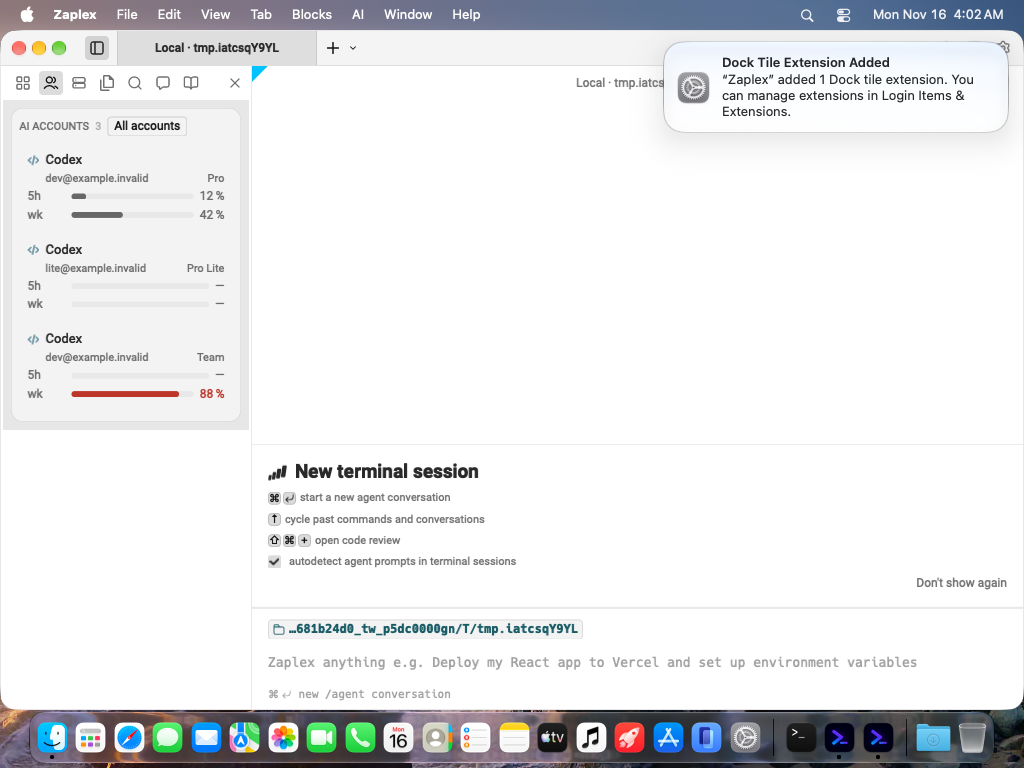 Zaplex File Edit View Tab Blocks AI Window Help Mon Nov 16 4:02 AM
Local · tmp.iatcsqY9YL
Local · tmp.iatcs
Dock Tile Extension Added
“Zaplex” added 1 Dock tile extension. You
can manage extensions in Login Items &
Extensions.
AI ACCOUNTS 3 All accounts
Codex
dev@example.invalid Pro
5h 12 %
wk 42 %
Codex
lite@example.invalid Pro Lite
5h —
wk —
Codex
dev@example.invalid Team
5h —
wk 88 %
New terminal session
⌘ ↵ start a new agent conversation
↑ cycle past commands and conversations
⇧ ⌘ + open code review
autodetect agent prompts in terminal sessions
Don't show again
…681b24d0_tw_p5dc0000gn/T/tmp.iatcsqY9YL
Zaplex anything e.g. Deploy my React app to Vercel and set up environment variables
⌘ ↵ new /agent conversation
Mon
16
tv